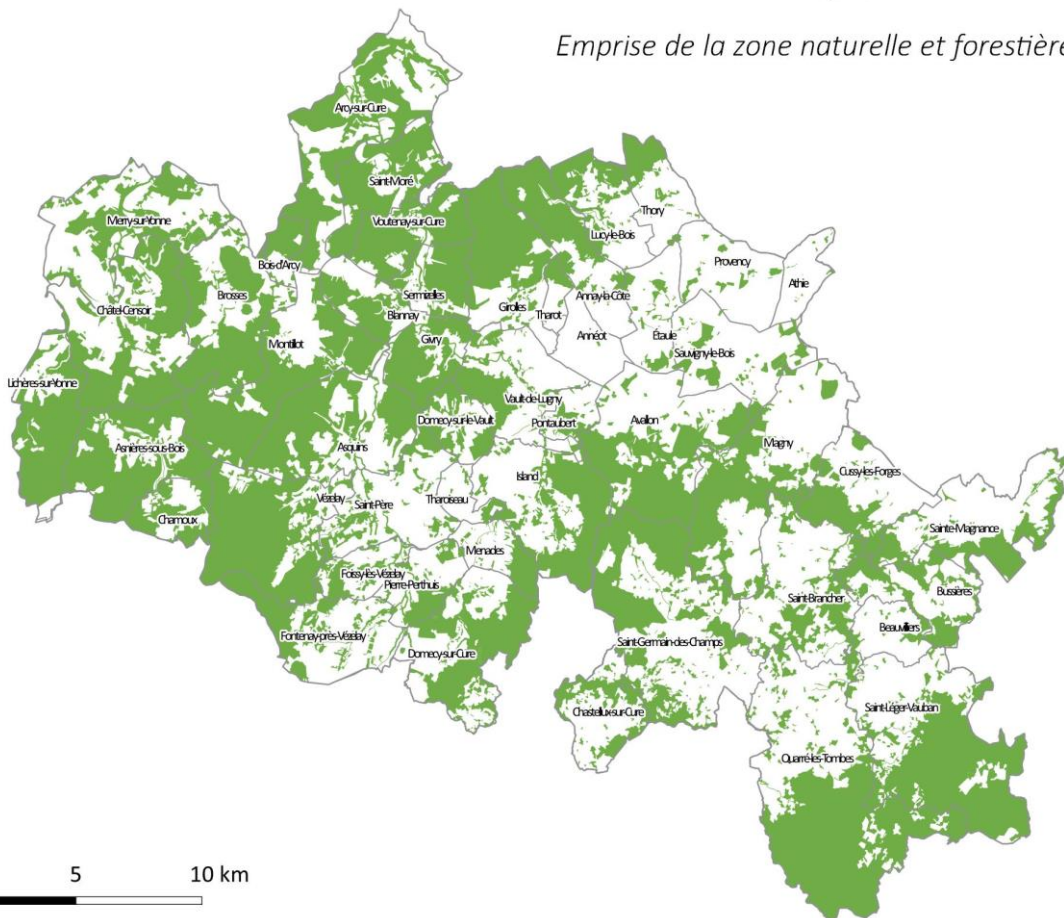 Emprise de la zone naturelle et forestière
Arcy-sur-Cure
Saint-Moré
Thory
Merry-sur-Yonne
Voutenay-sur-Cure
Lucy-le-Bois
Provency
Bois-d'Arcy
Athie
Brosses
Sermizelles
Annay-la-Côte
Châtel-Censoir
Girolles
Tharot
Blannay
Annéot
Étaule
Givry
Montillot
Sauvigny-le-Bois
Lichères-sur-Yonne
Vault-de-Lugny
Domecy-sur-le-Vault
Pontaubert
Avallon
Asnières-sous-Bois
Asquins
Magny
Cussy-les-Forges
Island
Vézelay
Saint-Père
Tharoiseau
Chamoux
Sainte-Magnance
Menades
Foissy-lès-Vézelay
Pierre-Perthuis
Bussières
Saint-Brancher
Beauvilliers
Fontenay-près-Vézelay
Saint-Germain-des-Champs
Domecy-sur-Cure
Saint-Léger-Vauban
Chastellux-sur-Cure
Quarré-les-Tombes
5 10 km